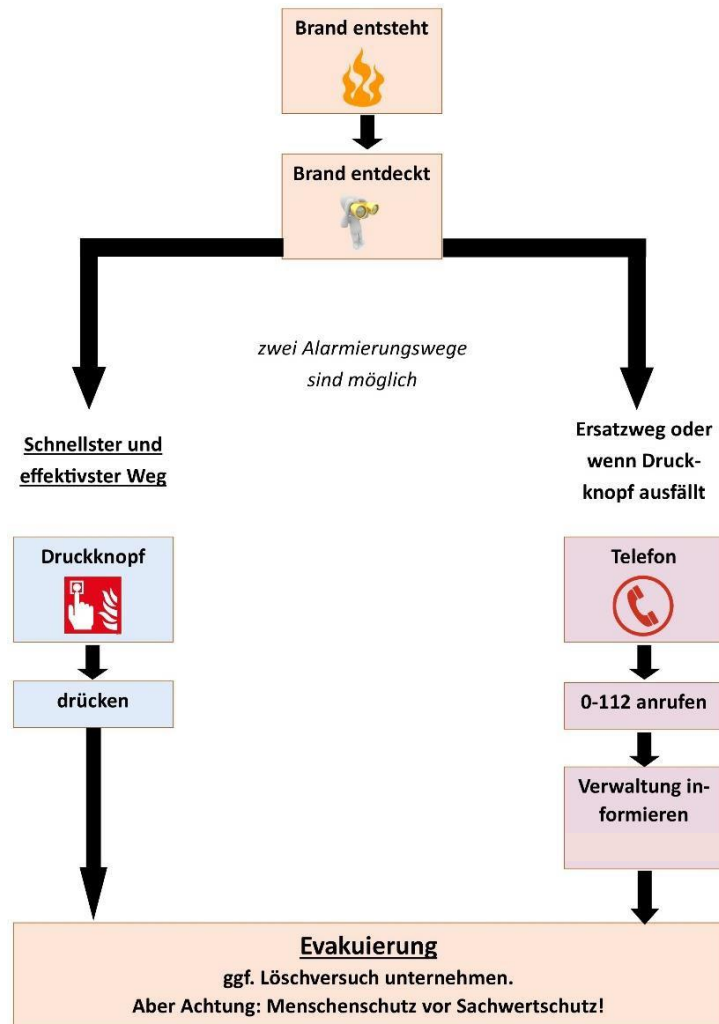 Brand entsteht
Brand entdeckt
zwei Alarmierungswege
sind möglich
Schnellster und
effektivster Weg
Ersatzweg oder
wenn Druck-
knopf ausfällt
Druckknopf
Telefon
drücken
0-112 anrufen
Verwaltung in-
formieren
Evakuierung
ggf. Löschversuch unternehmen.
Aber Achtung: Menschenschutz vor Sachwertschutz!